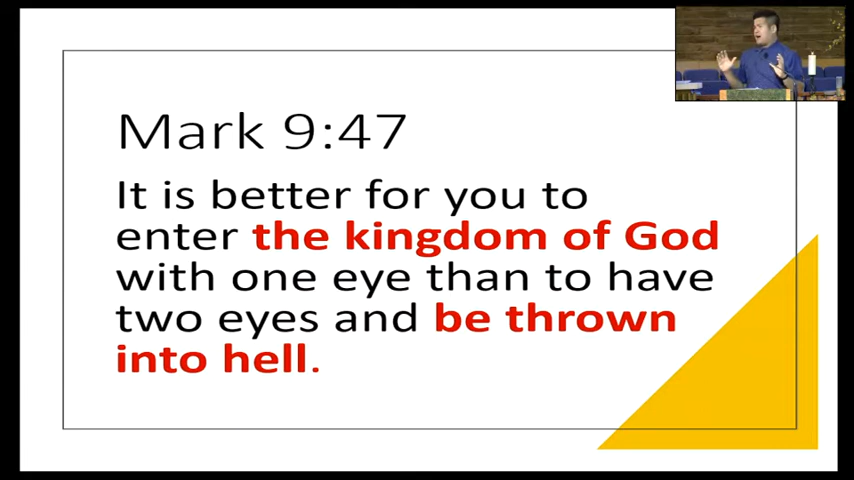 Mark 9:47
It is better for you to
enter the kingdom of God
with one eye than to have
two eyes and be thrown
into hell.